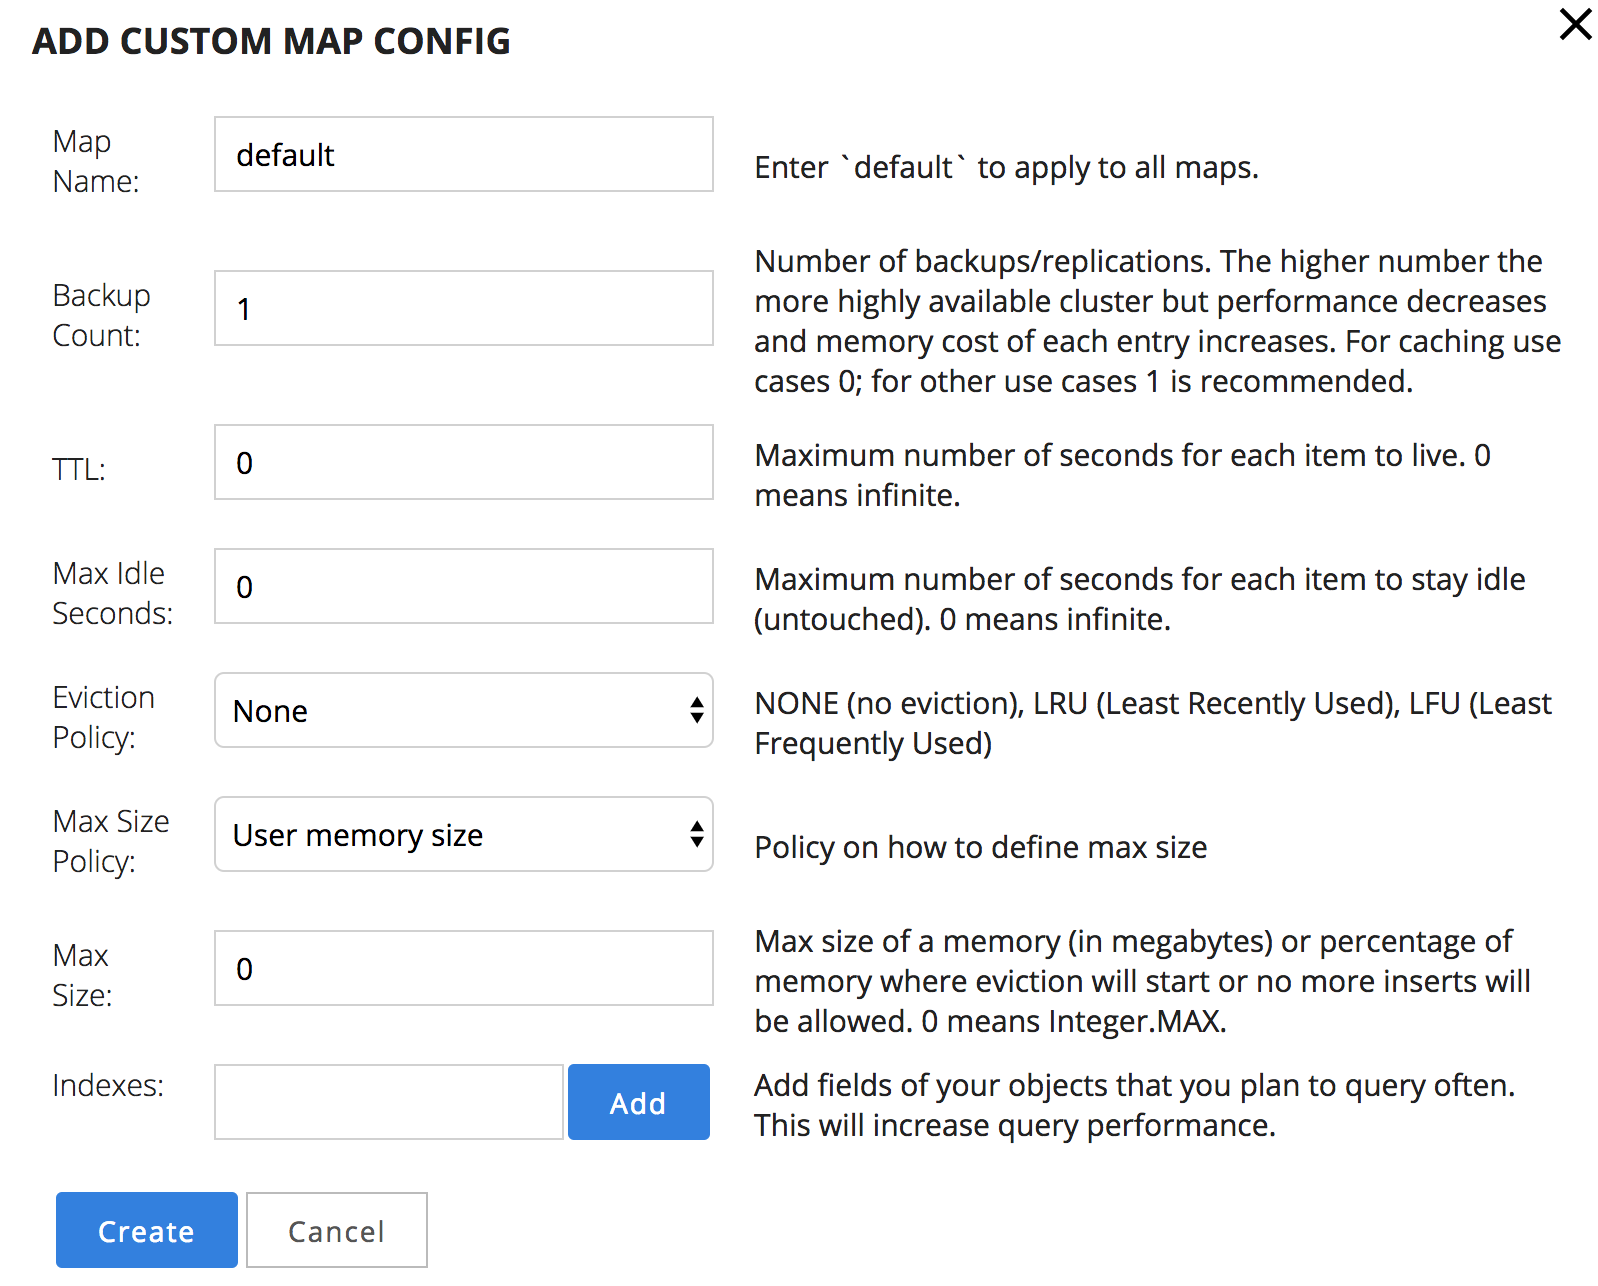 ADD CUSTOM MAP CONFIG
Map
Name:
default
Enter `default` to apply to all maps.
Backup
Count:
1
Number of backups/replications. The higher number the
more highly available cluster but performance decreases
and memory cost of each entry increases. For caching use
cases 0; for other use cases 1 is recommended.
TTL:
0
Maximum number of seconds for each item to live. 0
means infinite.
Max Idle
Seconds:
0
Maximum number of seconds for each item to stay idle
(untouched). 0 means infinite.
Eviction
Policy:
None
NONE (no eviction), LRU (Least Recently Used), LFU (Least
Frequently Used)
Max Size
Policy:
User memory size
Policy on how to define max size
Max
Size:
0
Max size of a memory (in megabytes) or percentage of
memory where eviction will start or no more inserts will
be allowed. 0 means Integer.MAX.
Indexes:
Add
Add fields of your objects that you plan to query often.
This will increase query performance.
Create
Cancel